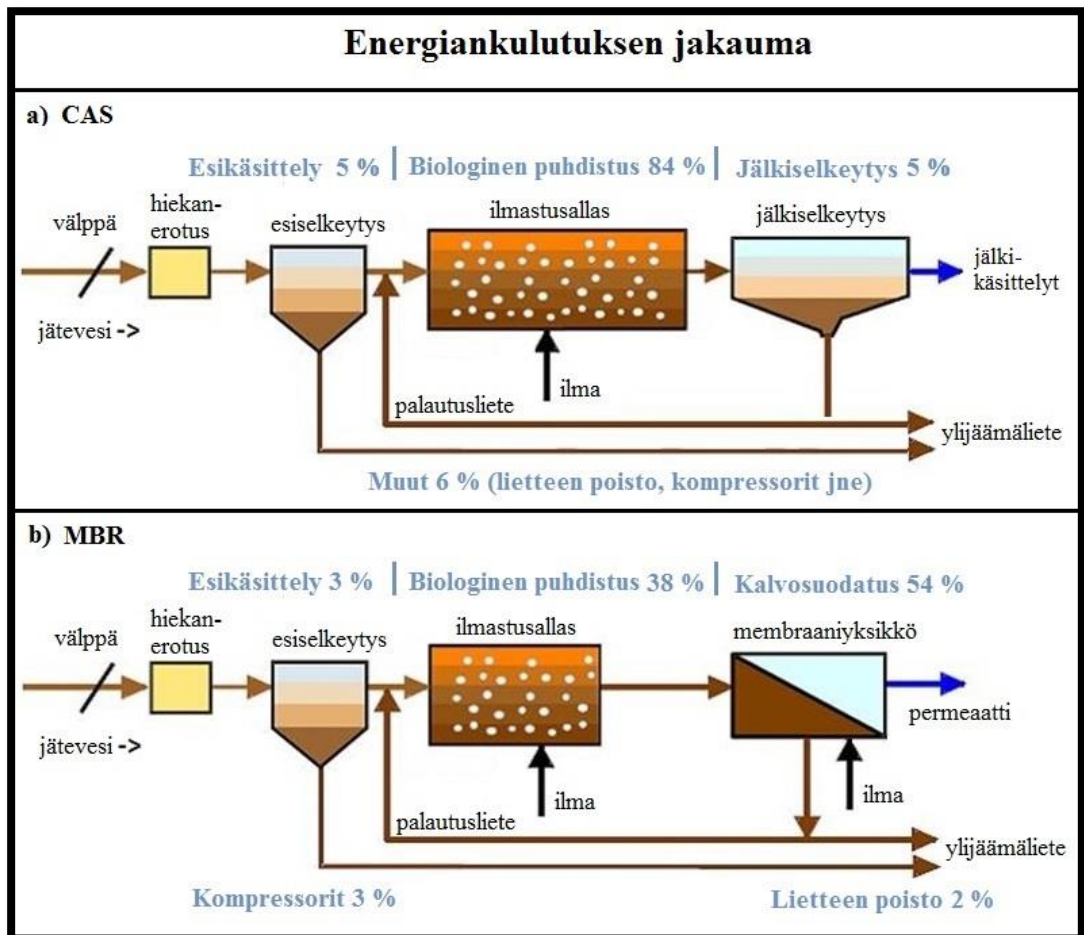 Energiankulutuksen jakauma
a) CAS
Esikäsittely 5 % | Biologinen puhdistus 84 % | Jälkiselkeytys 5 %
välppä
hiekan-
erotus
esiselkeytys
ilmastusallas
jälkiselkeytys
jälki-
käsittelyt
jätevesi ->
ilma
palautusliete
ylijäämäliete
Muut 6 % (lietteen poisto, kompressorit jne)
b) MBR
Esikäsittely 3 % | Biologinen puhdistus 38 % | Kalvosuodatus 54 %
välppä
hiekan-
erotus
esiselkeytys
ilmastusallas
membraaniyksikkö
permeaatti
jätevesi ->
ilma
ilma
palautusliete
ylijäämäliete
Kompressorit 3 %
Lietteen poisto 2 %